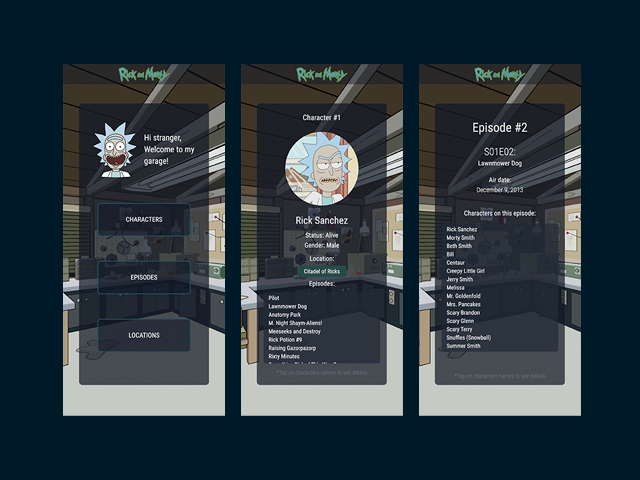 Rick and Morty
Hi stranger,
Welcome to my
garage!
CHARACTERS
EPISODES
LOCATIONS
Rick and Morty
Character #1
Rick Sanchez
Status: Alive
Gender: Male
Location:
Citadel of Ricks
Episodes:
Pilot
Lawnmower Dog
Anatomy Park
M. Night Shaym-Aliens!
Meeseeks and Destroy
Rick Potion #9
Raising Gazorpazorp
Rixty Minutes
*Tap on characters names to see details
Rick and Morty
Episode #2
S01E02:
Lawnmower Dog
Air date:
December 9, 2013
Characters on this episode:
Rick Sanchez
Morty Smith
Beth Smith
Bill
Centaur
Creepy Little Girl
Jerry Smith
Melissa
Mr. Goldenfold
Mrs. Pancakes
Scary Brandon
Scary Glenn
Scary Terry
Snuffles (Snowball)
Summer Smith
*Tap on characters names to see details